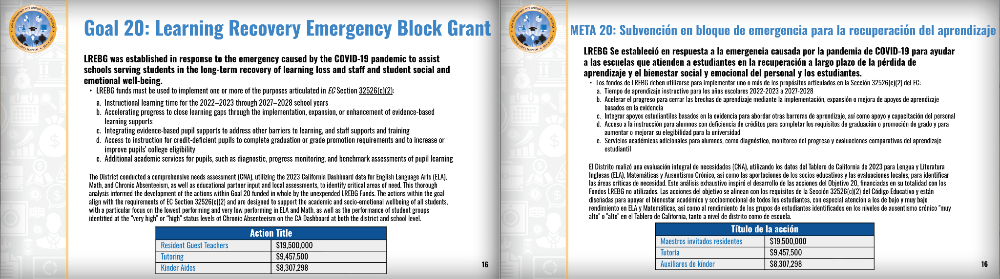 SAN BERNARDINO CITY UNIFIED SCHOOL DISTRICT
MAKING HOPE HAPPEN • SINCE 1964
Goal 20: Learning Recovery Emergency Block Grant
LREBG was established in response to the emergency caused by the COVID-19 pandemic to assist
schools serving students in the long-term recovery of learning loss and staff and student social and
emotional well-being.
• LREBG funds must be used to implement one or more of the purposes articulated in EC Section 32526(c)(2):
a. Instructional learning time for the 2022–2023 through 2027–2028 school years
b. Accelerating progress to close learning gaps through the implementation, expansion, or enhancement of evidence-based
learning supports
c. Integrating evidence-based pupil supports to address other barriers to learning, and staff supports and training
d. Access to instruction for credit-deficient pupils to complete graduation or grade promotion requirements and to increase or
improve pupils' college eligibility
e. Additional academic services for pupils, such as diagnostic, progress monitoring, and benchmark assessments of pupil learning
The District conducted a comprehensive needs assessment (CNA), utilizing the 2023 California Dashboard data for English Language Arts (ELA),
Math, and Chronic Absenteeism, as well as educational partner input and local assessments, to identify critical areas of need. This thorough
analysis informed the development of the actions within Goal 20 funded in whole by the unexpended LREBG Funds. The actions within the goal
align with the requirements of EC Section 32526(c)(2) and are designed to support the academic and socio-emotional wellbeing of all students,
with a particular focus on the lowest performing and very low performing in ELA and Math, as well as the performance of student groups
identified at the “very high” or “high” status levels of Chronic Absenteeism on the CA Dashboard at both the district and school level.
Action Title
Resident Guest Teachers $19,500,000
Tutoring $9,457,500
Kinder Aides $8,307,298
16
SAN BERNARDINO CITY UNIFIED SCHOOL DISTRICT
MAKING HOPE HAPPEN • SINCE 1964
META 20: Subvención en bloque de emergencia para la recuperación del aprendizaje
LREBG Se estableció en respuesta a la emergencia causada por la pandemia de COVID-19 para ayudar
a las escuelas que atienden a estudiantes en la recuperación a largo plazo de la pérdida de
aprendizaje y el bienestar social y emocional del personal y los estudiantes.
• Los fondos de LREBG deben utilizarse para implementar uno o más de los propósitos articulados en la Sección 32526(c)(2) del EC:
a. Tiempo de aprendizaje instructivo para los años escolares 2022-2023 a 2027-2028
b. Acelerar el progreso para cerrar las brechas de aprendizaje mediante la implementación, expansión o mejora de apoyos de aprendizaje
basados en la evidencia
c. Integrar apoyos estudiantiles basados en la evidencia para abordar otras barreras de aprendizaje, así como apoyo y capacitación del personal
d. Acceso a la instrucción para alumnos con deficiencia de créditos para completar los requisitos de graduación o promoción de grado y para
aumentar o mejorar su elegibilidad para la universidad
e. Servicios académicos adicionales para alumnos, como diagnóstico, monitoreo del progreso y evaluaciones comparativas del aprendizaje
estudiantil
El Distrito realizó una evaluación integral de necesidades (CNA), utilizando los datos del Tablero de California de 2023 para Lengua y Literatura
Inglesas (ELA), Matemáticas y Ausentismo Crónico, así como las aportaciones de los socios educativos y las evaluaciones locales, para identificar
las áreas críticas de necesidad. Este análisis exhaustivo inspiró el desarrollo de las acciones del Objetivo 20, financiadas en su totalidad con los
Fondos LREBG no utilizados. Las acciones del objetivo se alinean con los requisitos de la Sección 32526(c)(2) del Código Educativo y están
diseñadas para apoyar el bienestar académico y socioemocional de todos los estudiantes, con especial atención a los de bajo y muy bajo
rendimiento en ELA y Matemáticas, así como al rendimiento de los grupos de estudiantes identificados en los niveles de ausentismo crónico "muy
alto" o "alto" en el Tablero de California, tanto a nivel de distrito como de escuela.
Título de la acción
Maestros invitados residentes $19,500,000
Tutoría $9,457,500
Auxiliares de kínder $8,307,298
16